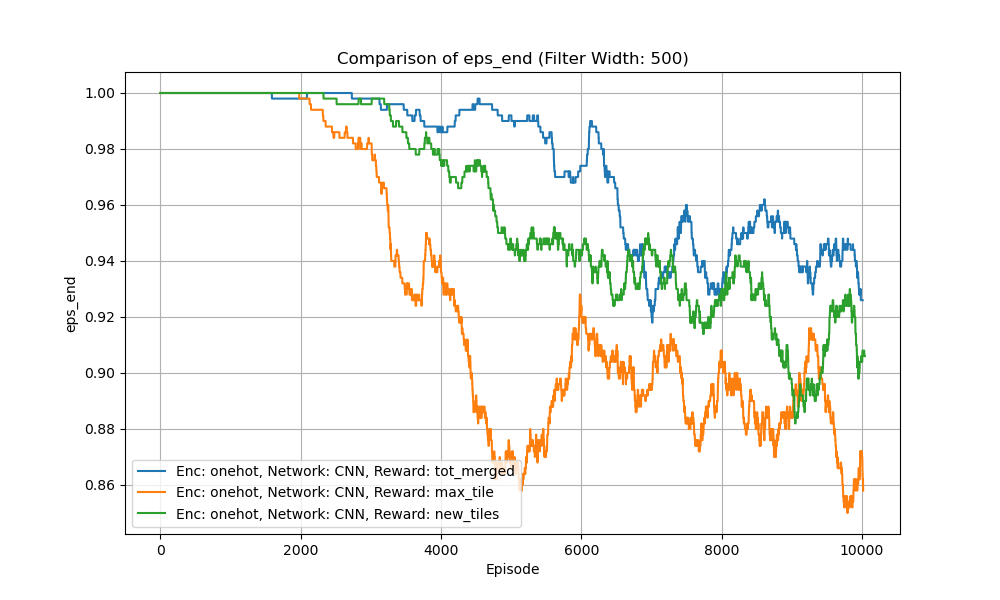 Comparison of eps_end (Filter Width: 500)
1.00
0.98
0.96
0.94
0.92
0.90
0.88
0.86
eps_end
Enc: onehot, Network: CNN, Reward: tot_merged
Enc: onehot, Network: CNN, Reward: max_tile
Enc: onehot, Network: CNN, Reward: new_tiles
0 2000 4000 6000 8000 10000
Episode